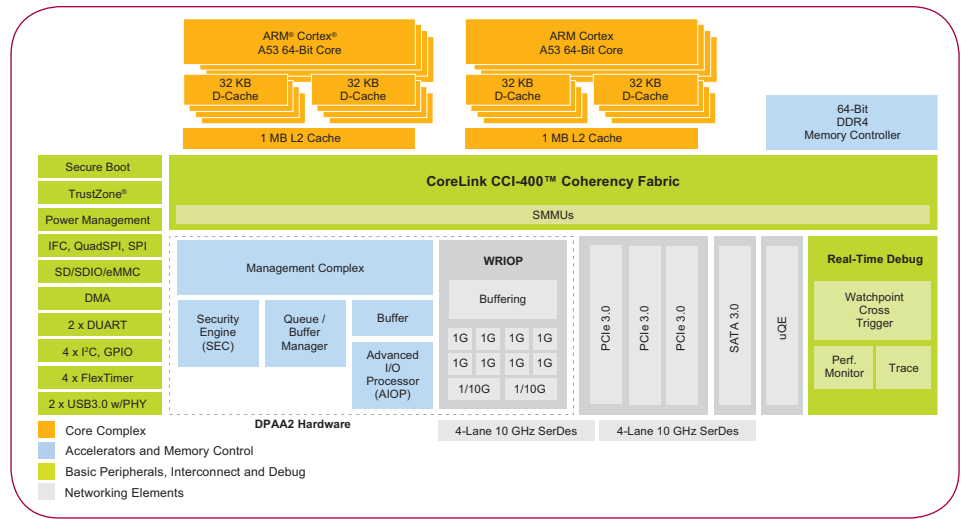 ARM® Cortex®
A53 64-Bit Core
ARM Cortex
A53 64-Bit Core
32 KB
D-Cache
32 KB
D-Cache
32 KB
D-Cache
32 KB
D-Cache
1 MB L2 Cache
1 MB L2 Cache
64-Bit
DDR4
Memory Controller
Secure Boot
TrustZone®
Power Management
IFC, QuadSPI, SPI
SD/SDIO/eMMC
DMA
2 x DUART
4 x I²C, GPIO
4 x FlexTimer
2 x USB3.0 w/PHY
CoreLink CCI-400™ Coherency Fabric
SMMUs
Management Complex
Security
Engine
(SEC)
Queue /
Buffer
Manager
Buffer
Advanced
I/O
Processor
(AIOP)
WRIOP
Buffering
1G 1G 1G 1G
1G 1G 1G 1G
1/10G 1/10G
PCIe 3.0
PCIe 3.0
PCIe 3.0
SATA 3.0
uQE
Real-Time Debug
Watchpoint
Cross
Trigger
Perf.
Monitor
Trace
DPAA2 Hardware
4-Lane 10 GHz SerDes
4-Lane 10 GHz SerDes
Core Complex
Accelerators and Memory Control
Basic Peripherals, Interconnect and Debug
Networking Elements